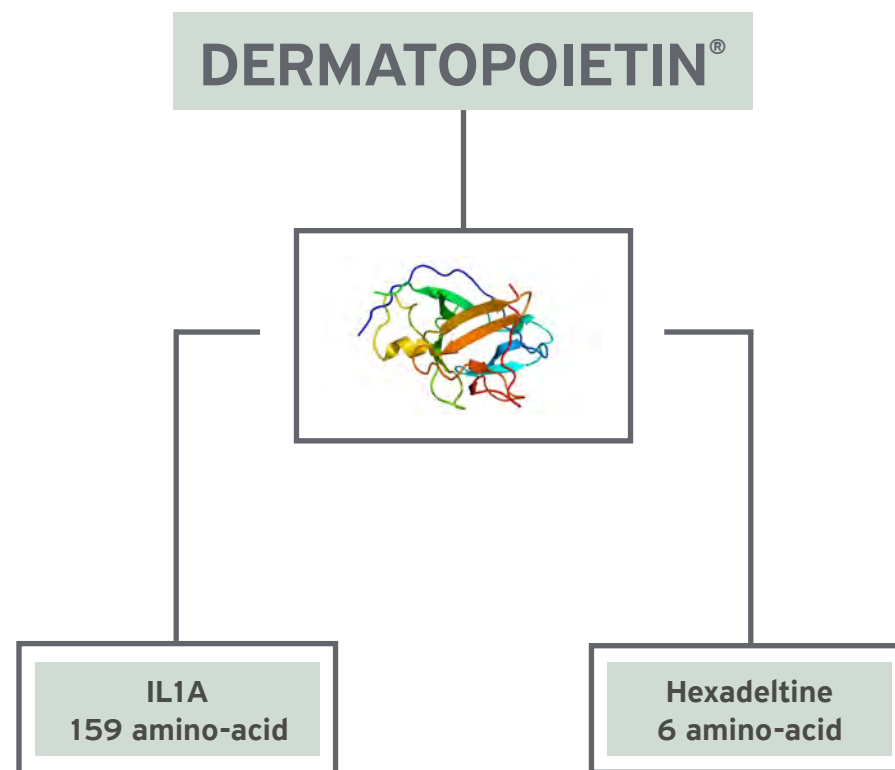 DERMATOPOIETIN®
IL1A
159 amino-acid
Hexadeltine
6 amino-acid